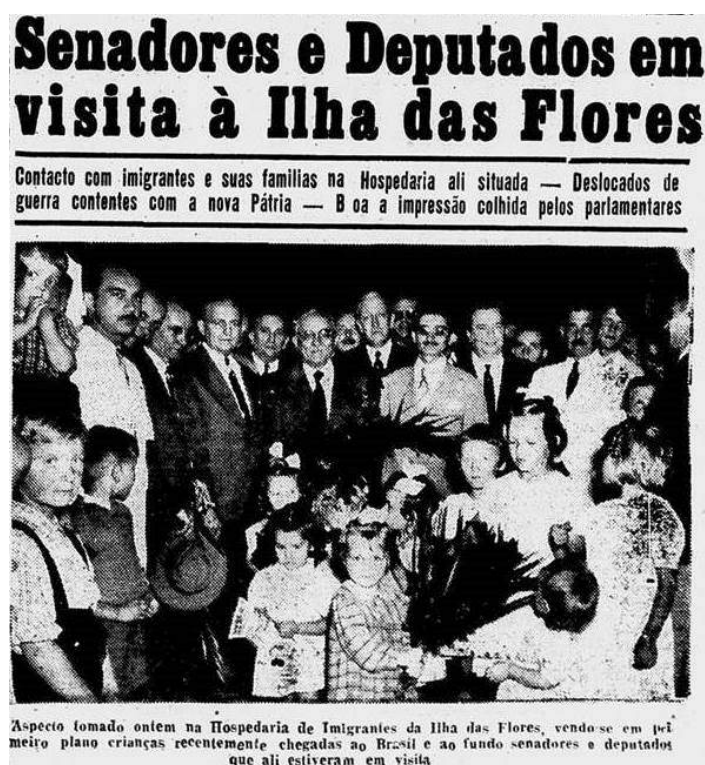 Senadores e Deputados em
visita à Ilha das Flores
Contacto com imigrantes e suas familias na Hospedaria ali situada — Deslocados de
guerra contentes com a nova Pátria — Boa a impressão colhida pelos parlamentares
Aspecto tomado ontem na Hospedaria de Imigrantes da Ilha das Flores, vendo-se em pri
meiro plano crianças recentemente chegadas ao Brasil e ao fundo senadores e deputados
que ali estiveram em visita